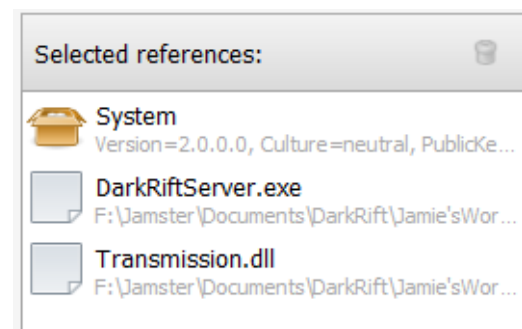 Selected references:
System
Version=2.0.0.0, Culture=neutral, PublicKe...
DarkRiftServer.exe
F:\Jamster\Documents\DarkRift\Jamie'sWor...
Transmission.dll
F:\Jamster\Documents\DarkRift\Jamie'sWor...